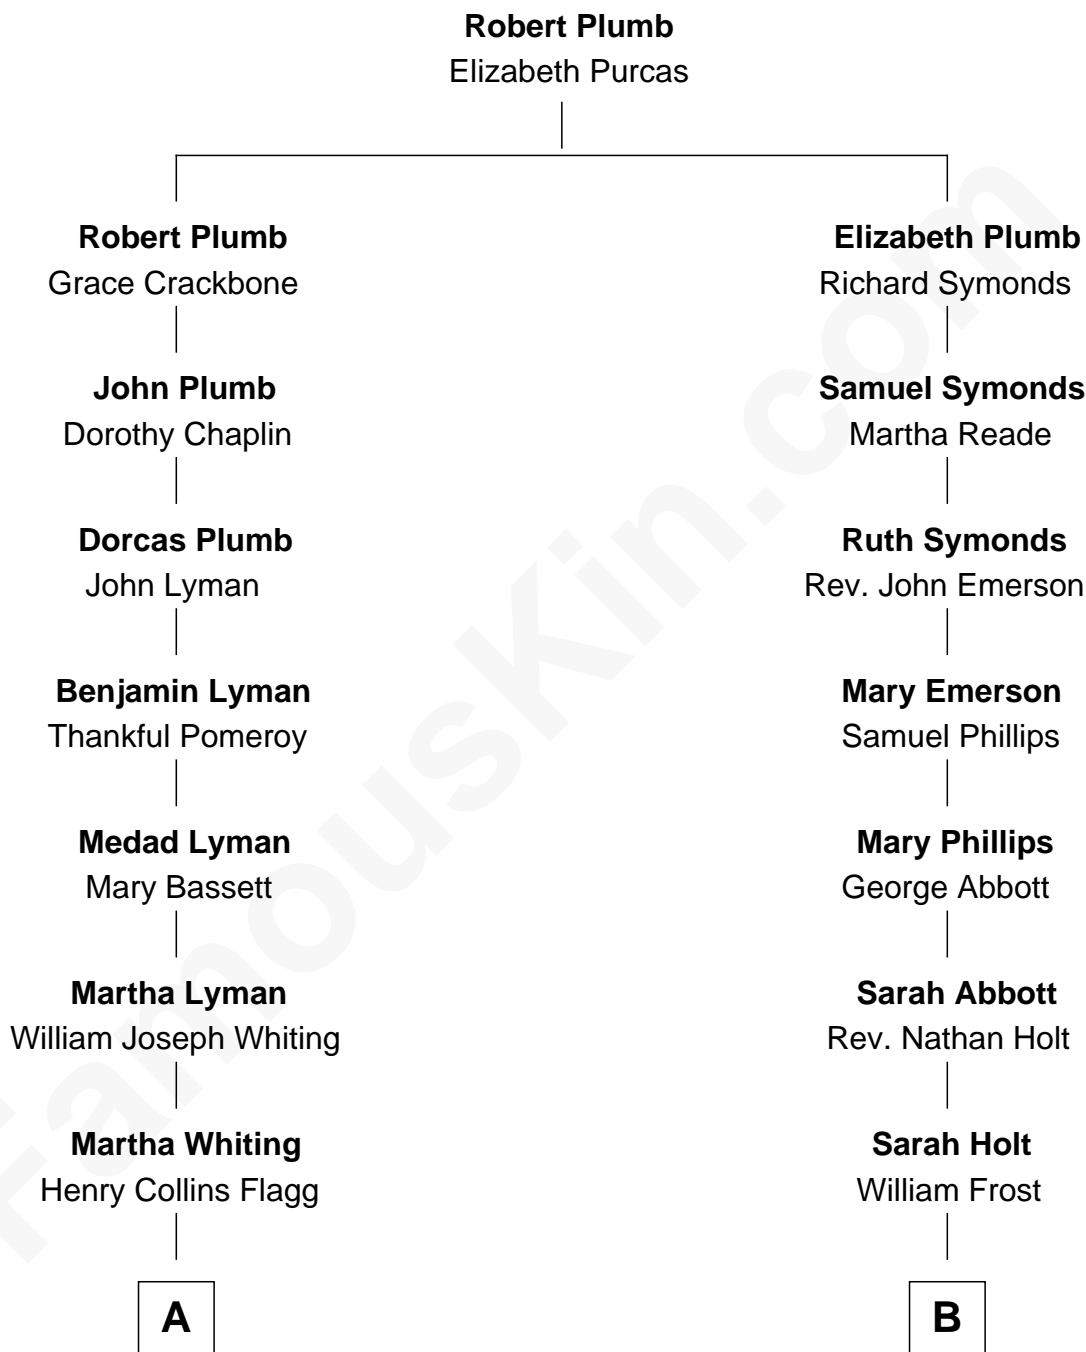 Robert Plumb
Elizabeth Purcas
Robert Plumb
Grace Crackbone
Elizabeth Plumb
Richard Symonds
John Plumb
Dorothy Chaplin
Samuel Symonds
Martha Reade
Dorcas Plumb
John Lyman
Ruth Symonds
Rev. John Emerson
Benjamin Lyman
Thankful Pomeroy
Mary Emerson
Samuel Phillips
Medad Lyman
Mary Bassett
Mary Phillips
George Abbott
Martha Lyman
William Joseph Whiting
Sarah Abbott
Rev. Nathan Holt
Martha Whiting
Henry Collins Flagg
Sarah Holt
William Frost
A
B
FamousKin.com